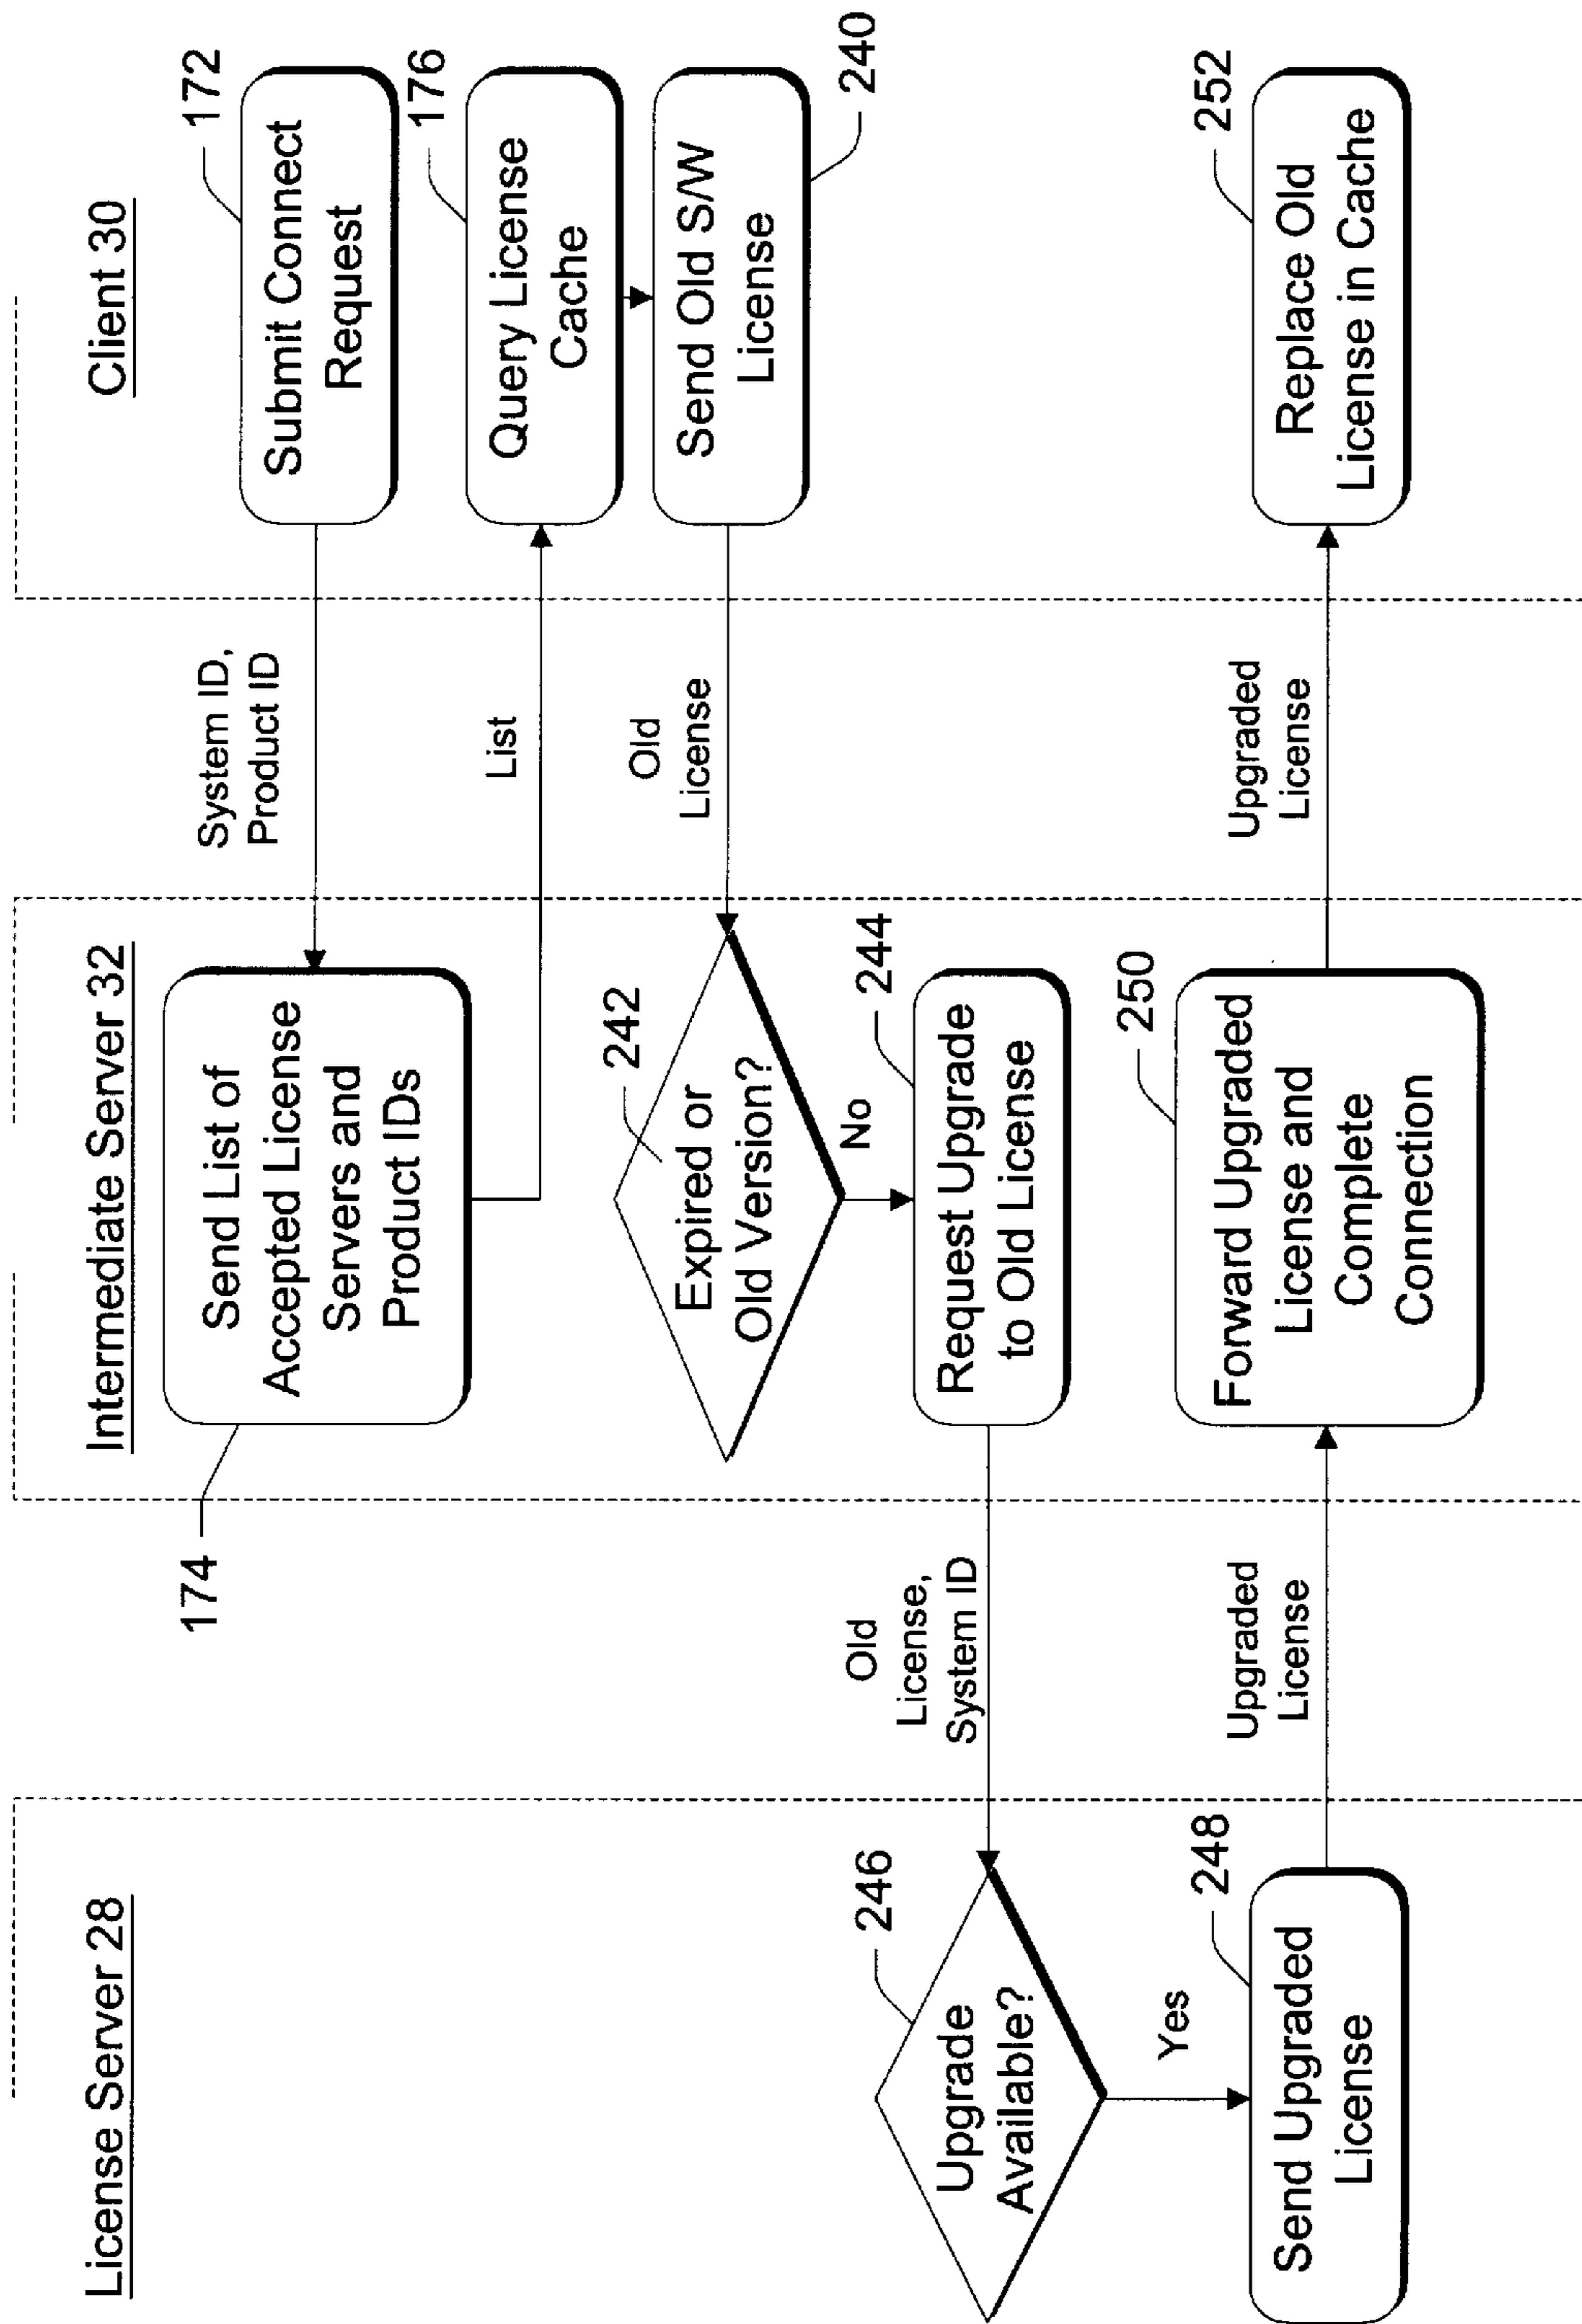 License Server 28
Intermediate Server 32
Client 30
172
Submit Connect
Request
System ID,
Product ID
174
Send List of
Accepted License
Servers and
Product IDs
List
176
Query License
Cache
Send Old S/W
License
240
Old
License
242
Expired or
Old Version?
No
244
Request Upgrade
to Old License
Old
License,
System ID
246
Upgrade
Available?
Yes
248
Send Upgraded
License
Upgraded
License
250
Forward Upgraded
License and
Complete
Connection
Upgraded
License
252
Replace Old
License in Cache